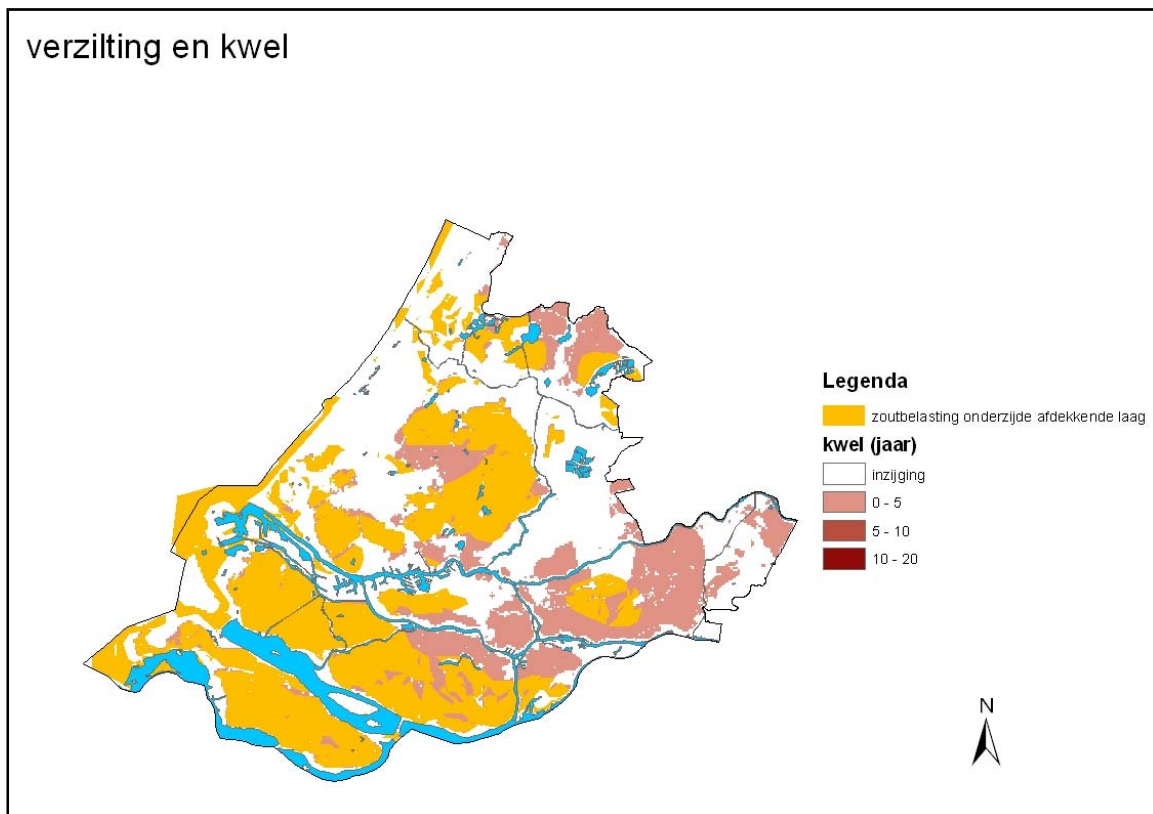 verzilting en kwel
Legenda
zoutbelasting onderzijde afdekkende laag
kwel (jaar)
inzijging
0 - 5
5 - 10
10 - 20
N